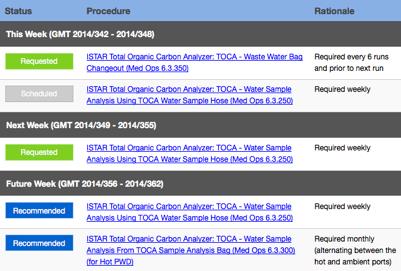 Status Procedure Rationale
This Week (GMT 2014/342 - 2014/348)
Requested ISTAR Total Organic Carbon Analyzer: TOCA - Waste Water Bag Required every 6 runs
Changeout (Med Ops 6.3.350) and prior to next run
Scheduled ISTAR Total Organic Carbon Analyzer: TOCA - Water Sample Required weekly
Analysis Using TOCA Water Sample Hose (Med Ops 6.3.250)
Next Week (GMT 2014/349 - 2014/355)
Requested ISTAR Total Organic Carbon Analyzer: TOCA - Water Sample Required weekly
Analysis Using TOCA Water Sample Hose (Med Ops 6.3.250)
Future Week (GMT 2014/356 - 2014/362)
Recommended ISTAR Total Organic Carbon Analyzer: TOCA - Water Sample Required weekly
Analysis Using TOCA Water Sample Hose (Med Ops 6.3.250)
Recommended ISTAR Total Organic Carbon Analyzer: TOCA - Water Sample Required monthly
Analysis From TOCA Sample Analysis Bag (Med Ops 6.3.300) (alternating between the
(for Hot PWD) hot and ambient ports)